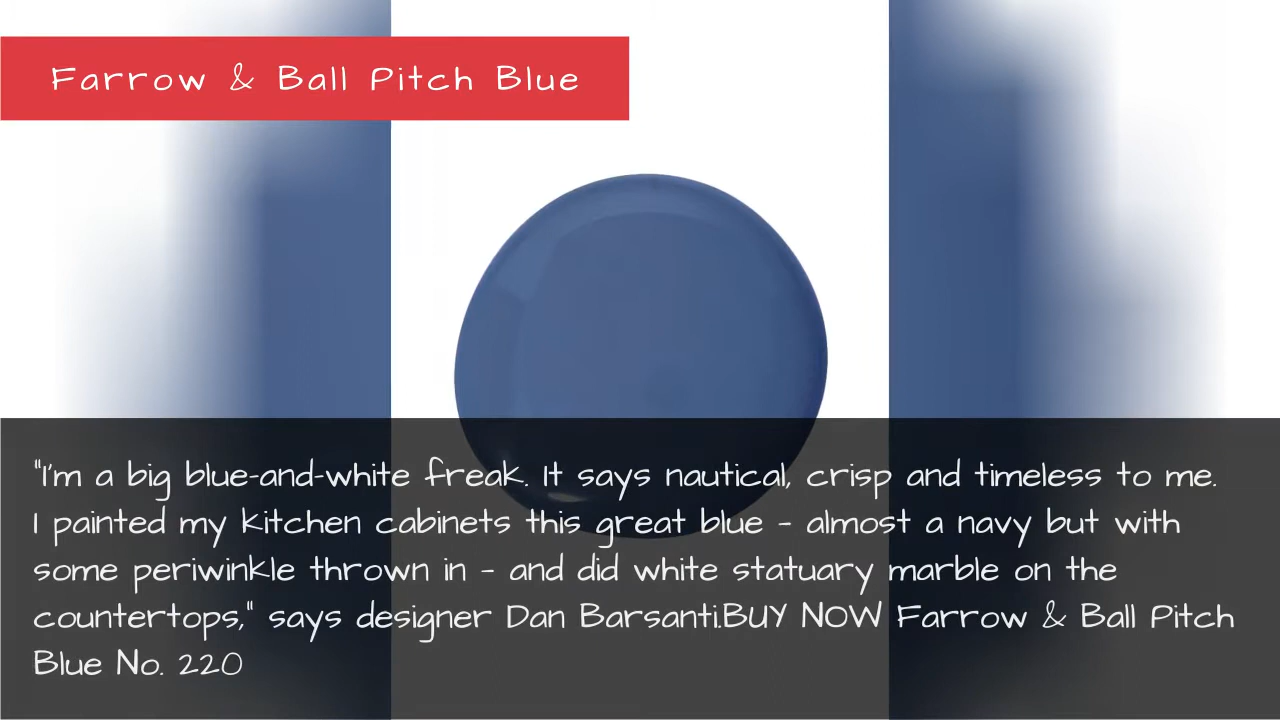 Farrow & Ball Pitch Blue
"I'm a big blue-and-white freak. It says nautical, crisp and timeless to me.
I painted my kitchen cabinets this great blue - almost a navy but with
some periwinkle thrown in - and did white statuary marble on the
countertops," says designer Dan Barsanti.BUY NOW Farrow & Ball Pitch
Blue No. 220